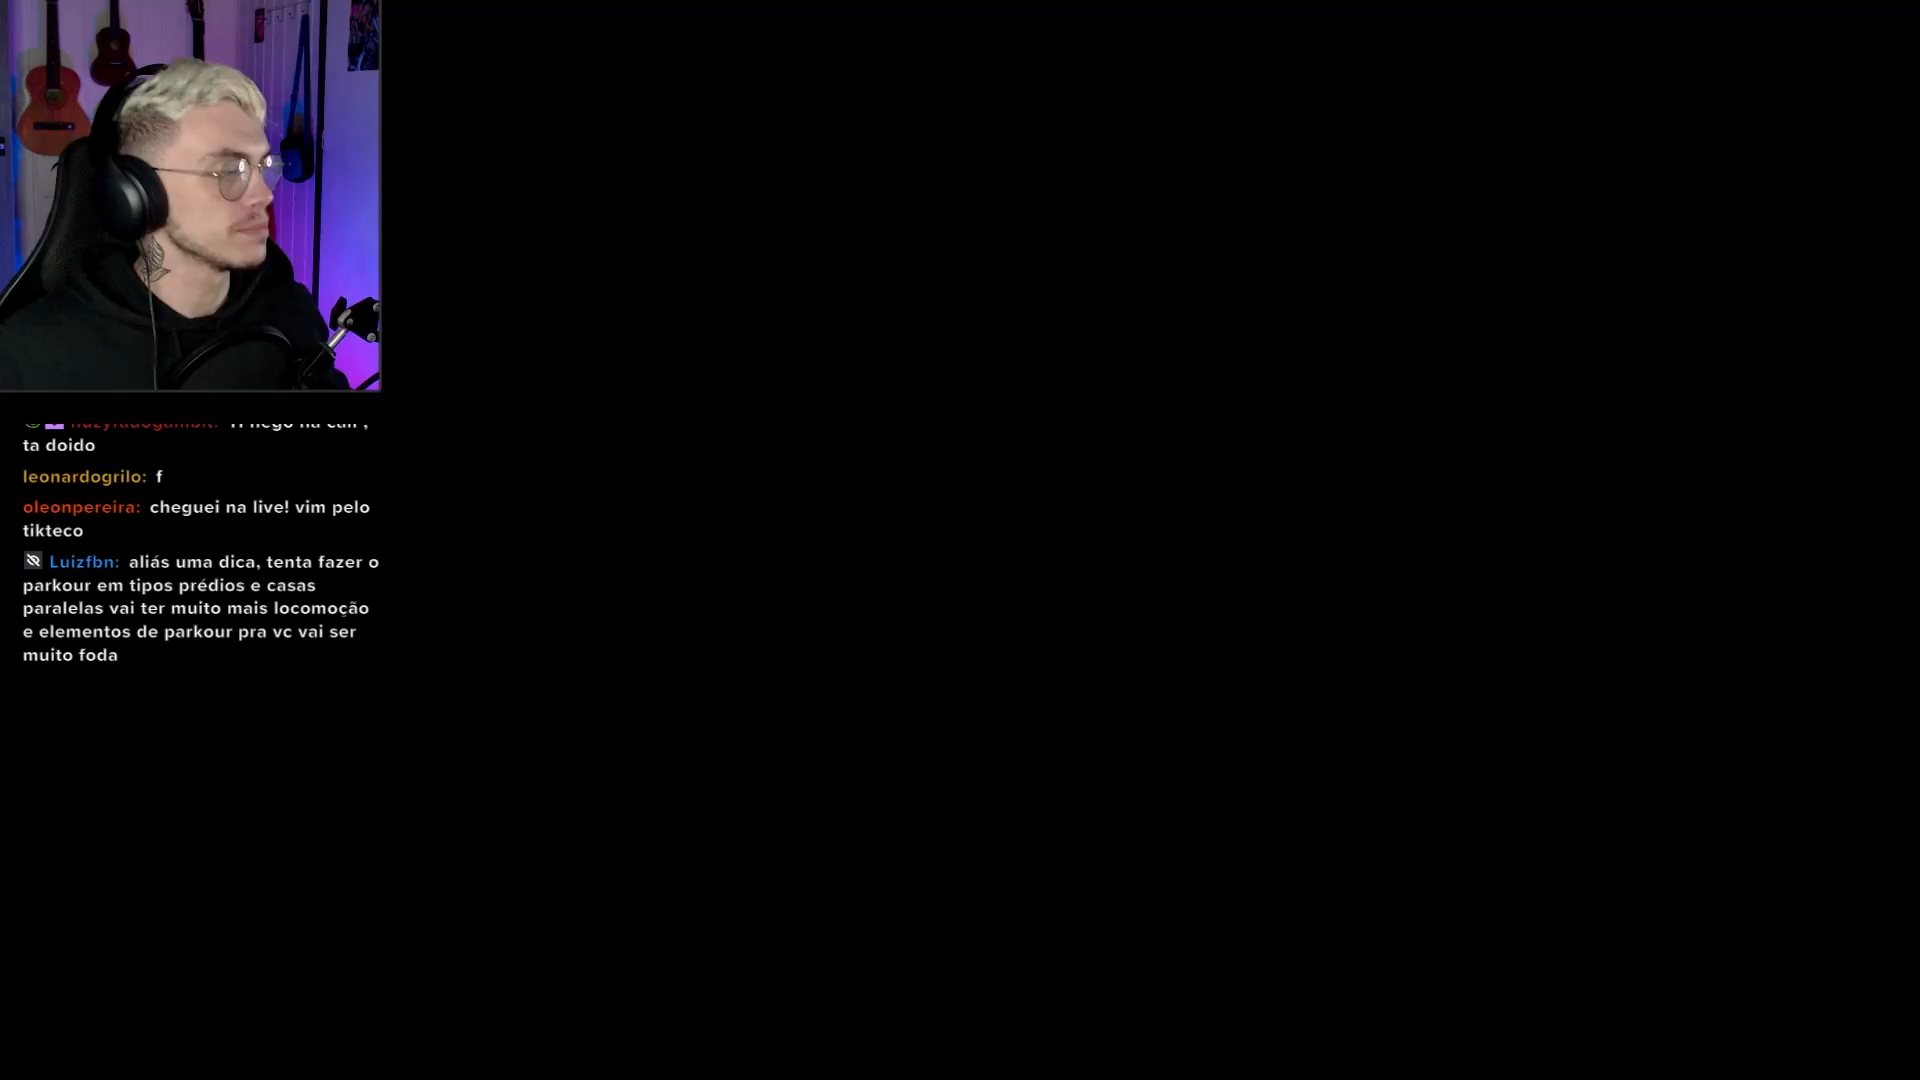 ta doido
leonardogrilo: f
oleonpereira: cheguei na live! vim pelo
tikteco
Luizfbn: aliás uma dica, tenta fazer o
parkour em tipos prédios e casas
paralelas vai ter muito mais locomoção
e elementos de parkour pra vc vai ser
muito foda